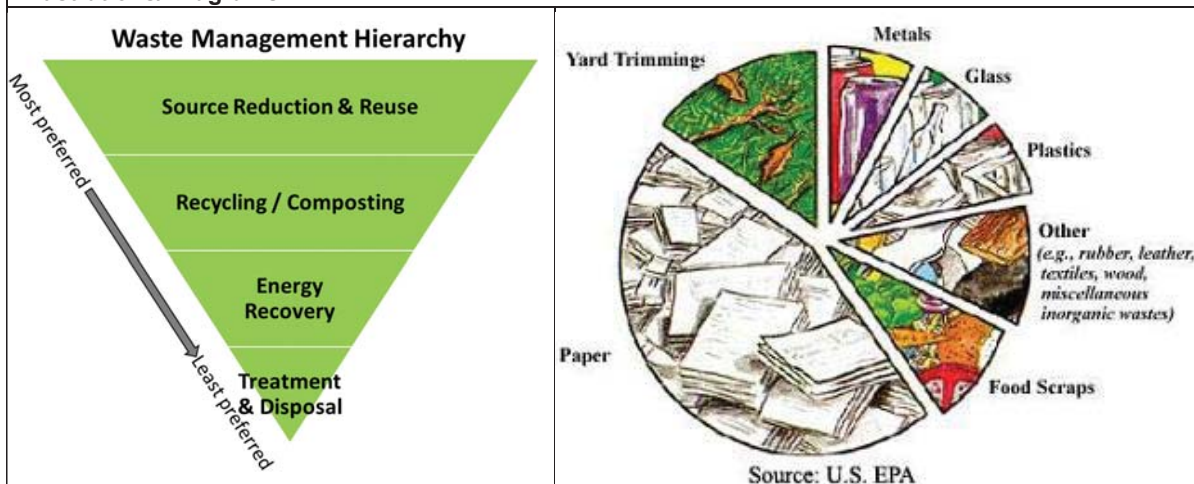 Waste Management Hierarchy
Most preferred
Least preferred
Source Reduction & Reuse
Recycling / Composting
Energy
Recovery
Treatment
& Disposal
Metals
Yard Trimmings
Glass
Plastics
Other
(e.g., rubber, leather,
textiles, wood,
miscellaneous
inorganic wastes)
Paper
Food Scraps
Source: U.S. EPA